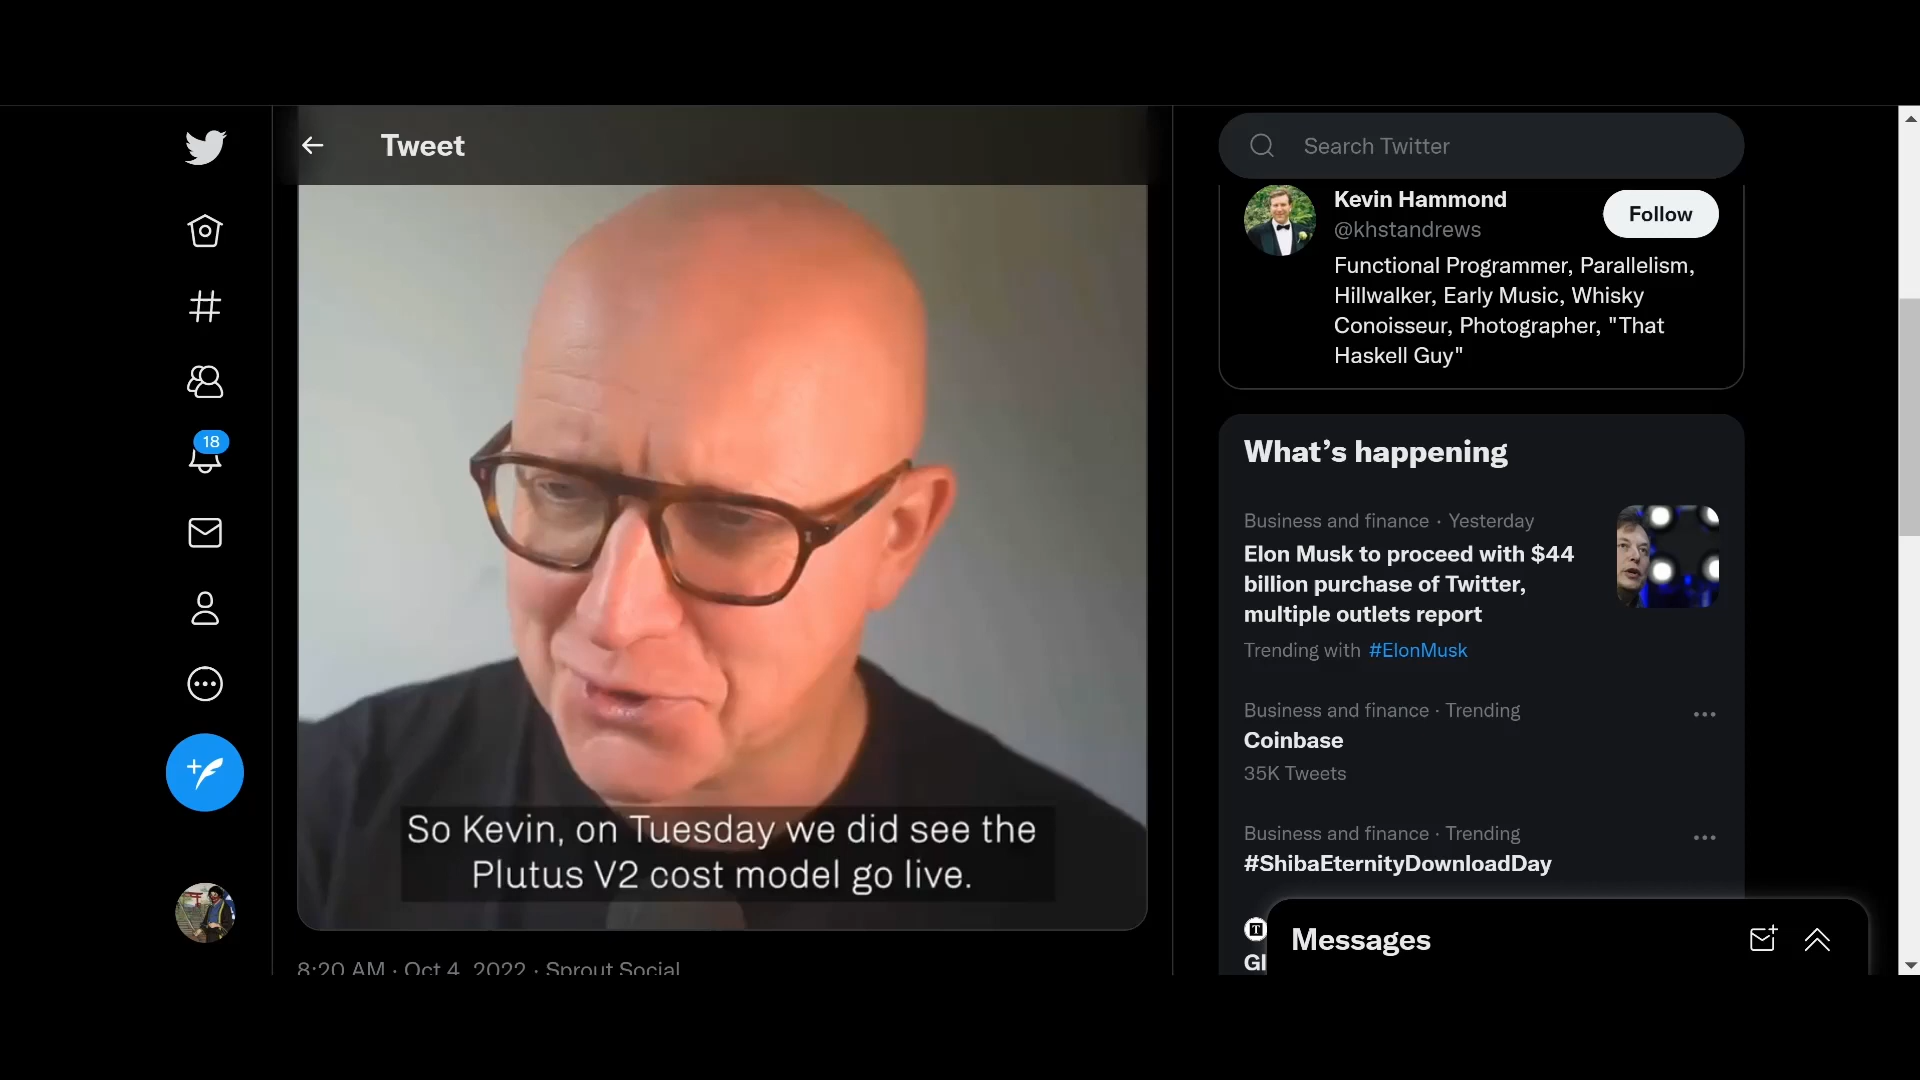 Tweet
Search Twitter
Kevin Hammond
@khstandrews
Follow
Functional Programmer, Parallelism,
Hillwalker, Early Music, Whisky
Conoisseur, Photographer, "That
Haskell Guy"
18
What’s happening
Business and finance · Yesterday
Elon Musk to proceed with $44
billion purchase of Twitter,
multiple outlets report
Trending with #ElonMusk
Business and finance · Trending
Coinbase
35K Tweets
Business and finance · Trending
#ShibaEternityDownloadDay
So Kevin, on Tuesday we did see the
Plutus V2 cost model go live.
8:20 AM · Oct 4, 2022 · Sprout Social
Messages